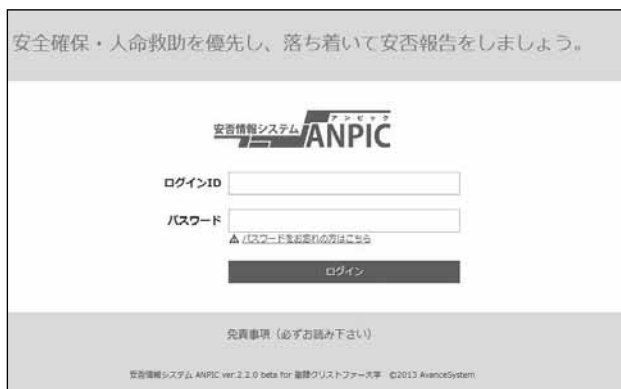 安全確保・人命救助を優先し、落ち着いて安否報告をしましょう。
アンピック
安否情報システム ANPIC
ログインID
パスワード
パスワードをお忘れの方はこちら
ログイン
免責事項（必ずお読み下さい）
安否情報システム ANPIC ver.2.2.0 beta for 聖隷クリストファー大学 ©2013 AvanceSystem